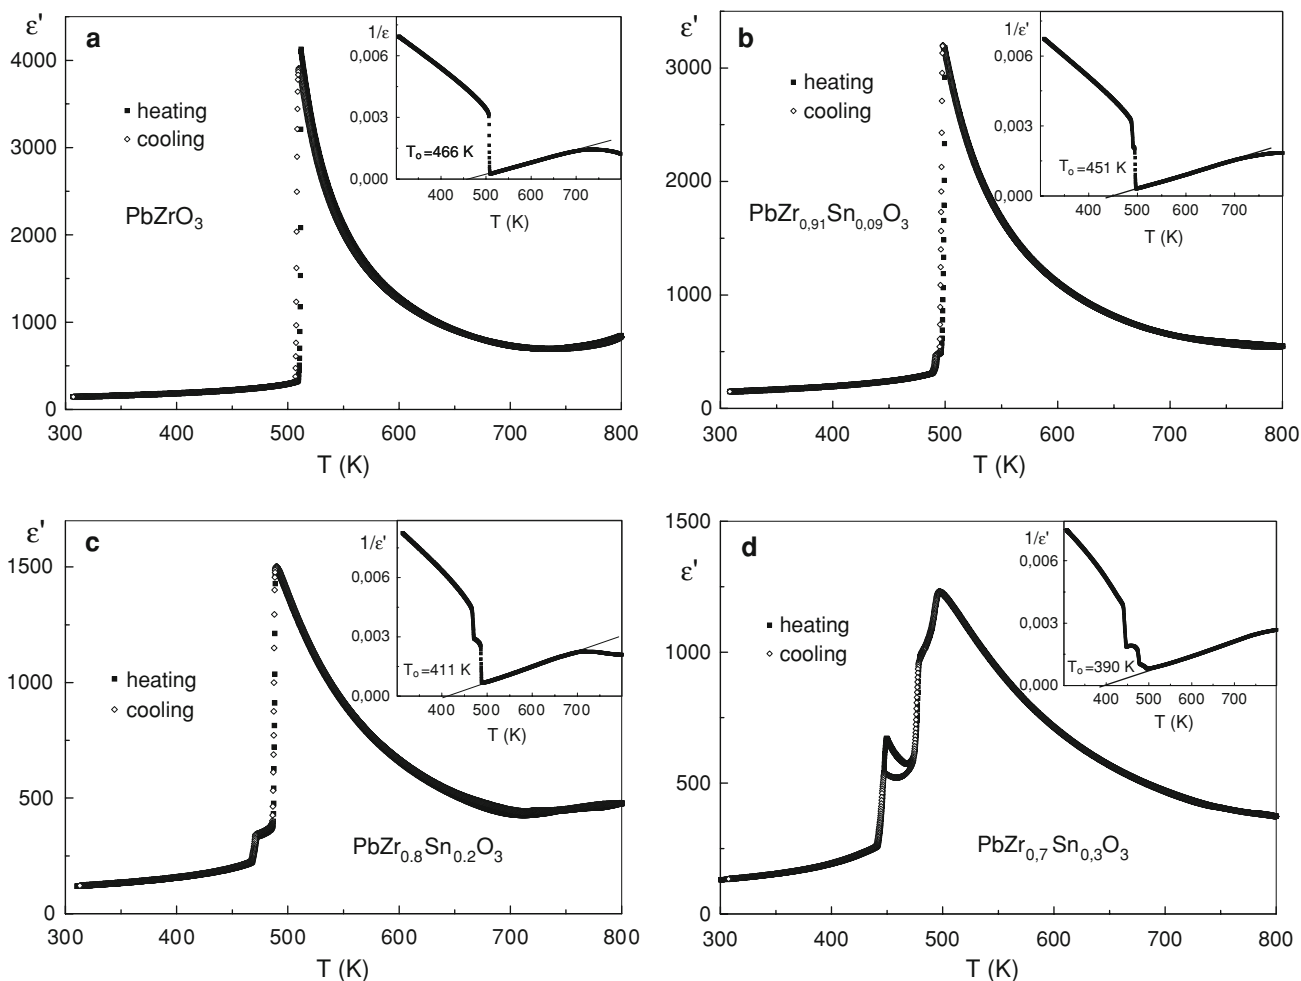 a
ε'
4000
3000
2000
1000
0
300 400 500 600 700 800
T (K)
■ heating
◇ cooling
PbZrO₃
1/ε
0,006
0,003
0,000
T₀=466 K
400 500 600 700
T (K)
b
ε'
3000
2000
1000
0
300 400 500 600 700 800
T (K)
■ heating
◇ cooling
PbZr₀,₉₁Sn₀,₀₉O₃
1/ε'
0,006
0,003
0,000
Tₒ=451 K
400 500 600 700
T (K)
c
ε'
1500
1000
500
0
300 400 500 600 700 800
T (K)
■ heating
◇ cooling
PbZr₀.₈Sn₀.₂O₃
1/ε'
0,006
0,003
0,000
Tₒ=411 K
400 500 600 700
T (K)
d
ε'
1500
1000
500
0
300 400 500 600 700 800
T (K)
■ heating
◇ cooling
PbZr₀,₇Sn₀,₃O₃
1/ε'
0,006
0,003
0,000
Tₒ=390 K
400 500 600 700
T (K)